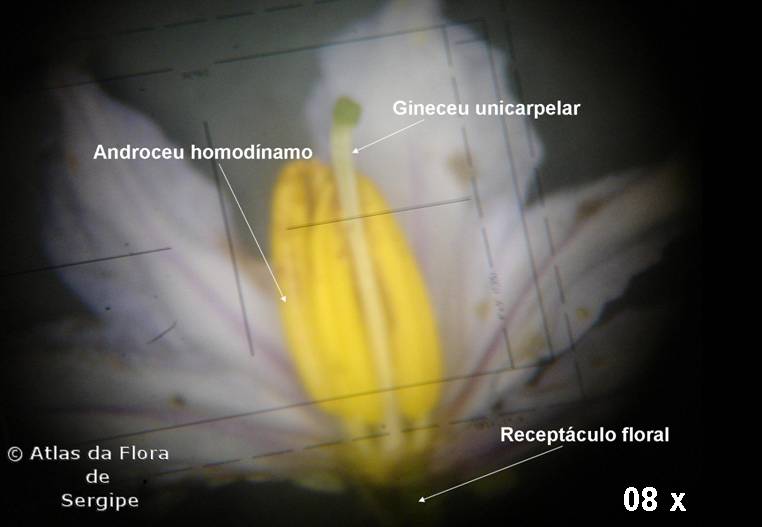 Gineceu unicarpelar
Androceu homodínamo
Receptáculo floral
© Atlas da Flora
de
Sergipe
08 x